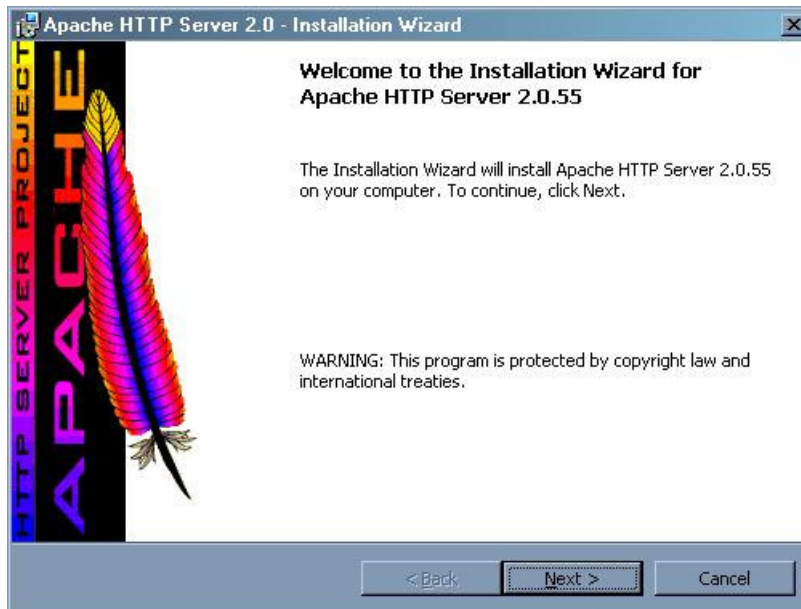 Apache HTTP Server 2.0 - Installation Wizard
HTTP SERVER PROJECT
APACHE
Welcome to the Installation Wizard for
Apache HTTP Server 2.0.55
The Installation Wizard will install Apache HTTP Server 2.0.55
on your computer. To continue, click Next.
WARNING: This program is protected by copyright law and
international treaties.
< Back
Next >
Cancel